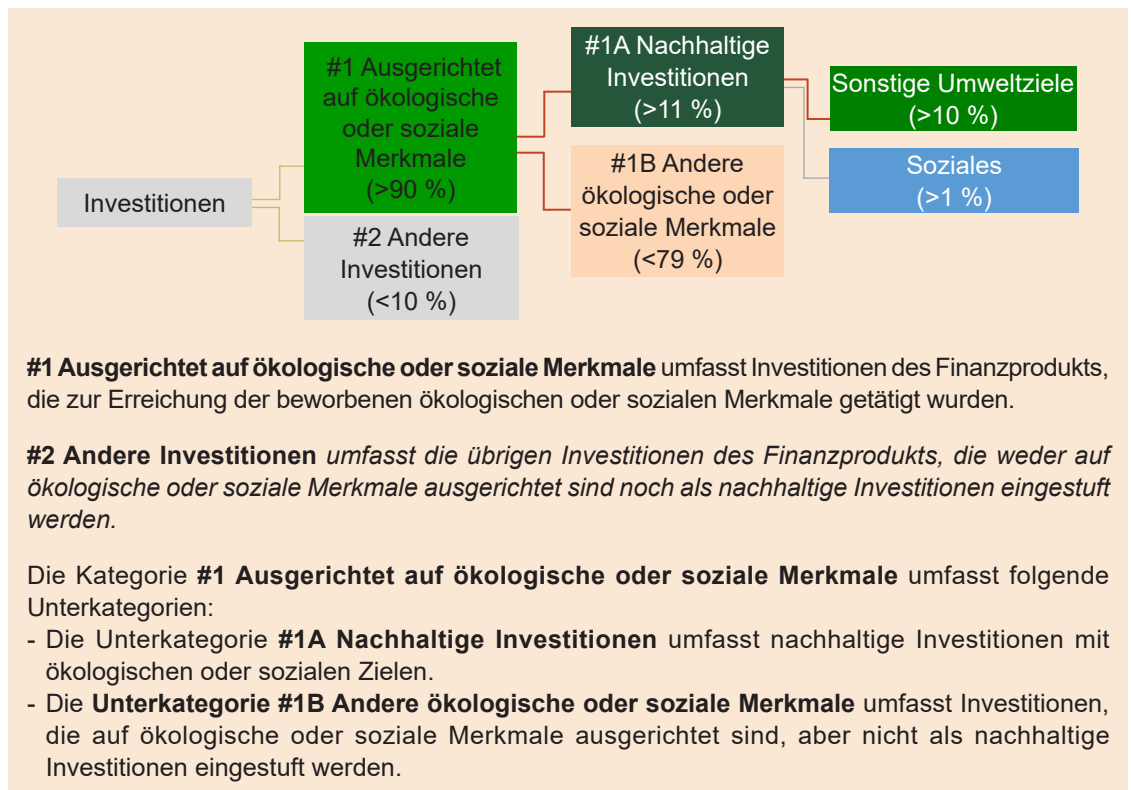 Investitionen
#1 Ausgerichtet
auf ökologische
oder soziale
Merkmale
(>90 %)
#2 Andere
Investitionen
(<10 %)
#1A Nachhaltige
Investitionen
(>11 %)
#1B Andere
ökologische oder
soziale Merkmale
(<79 %)
Sonstige Umweltziele
(>10 %)
Soziales
(>1 %)
#1 Ausgerichtet auf ökologische oder soziale Merkmale umfasst Investitionen des Finanzprodukts,
die zur Erreichung der beworbenen ökologischen oder sozialen Merkmale getätigt wurden.
#2 Andere Investitionen umfasst die übrigen Investitionen des Finanzprodukts, die weder auf
ökologische oder soziale Merkmale ausgerichtet sind noch als nachhaltige Investitionen eingestuft
werden.
Die Kategorie #1 Ausgerichtet auf ökologische oder soziale Merkmale umfasst folgende
Unterkategorien:
- Die Unterkategorie #1A Nachhaltige Investitionen umfasst nachhaltige Investitionen mit
ökologischen oder sozialen Zielen.
- Die Unterkategorie #1B Andere ökologische oder soziale Merkmale umfasst Investitionen,
die auf ökologische oder soziale Merkmale ausgerichtet sind, aber nicht als nachhaltige
Investitionen eingestuft werden.